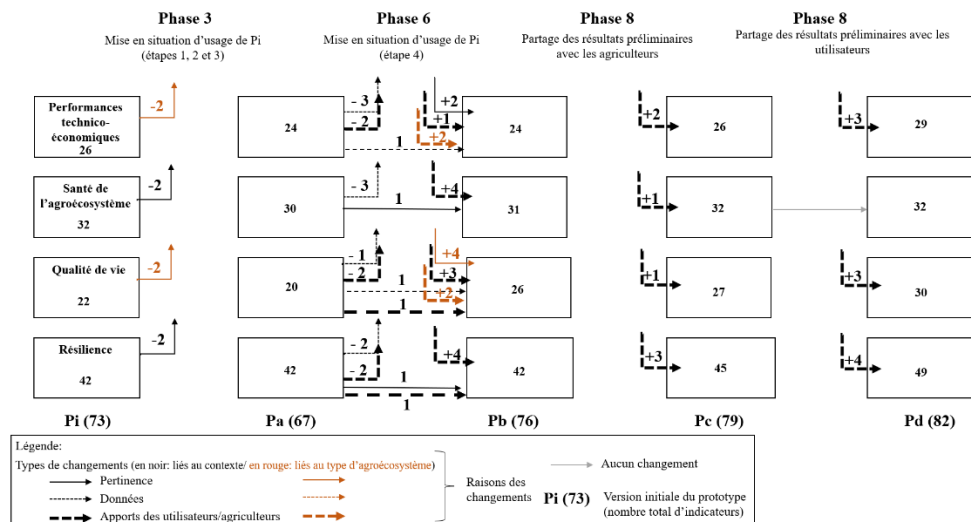 Phase 3
Phase 6
Phase 8
Phase 8
Mise en situation d'usage de Pi
(étapes 1, 2 et 3)
Mise en situation d'usage de Pi
(étape 4)
Partage des résultats préliminaires
avec les agriculteurs
Partage des résultats préliminaires avec les
utilisateurs
Performances
technico-
économiques
26
-2
24
- 3
- 2
1
+2
+1
+2
24
+2
26
+3
29
Santé de
l'agroécosystème
32
-2
30
-3
1
+4
31
+1
32
32
Qualité de vie
22
-2
20
- 1
- 2
1
1
+4
+3
+2
26
+1
27
+3
30
Résilience
42
-2
42
- 2
- 2
1
1
+4
42
+3
45
+4
49
Pi (73)
Pa (67)
Pb (76)
Pc (79)
Pd (82)
Légende:
Types de changements (en noir: liés au contexte/ en rouge: liés au type d'agroécosystème)
Pertinence
Données
Apports des utilisateurs/agriculteurs
Raisons des
changements
Aucun changement
Pi (73)
Version initiale du prototype
(nombre total d'indicateurs)